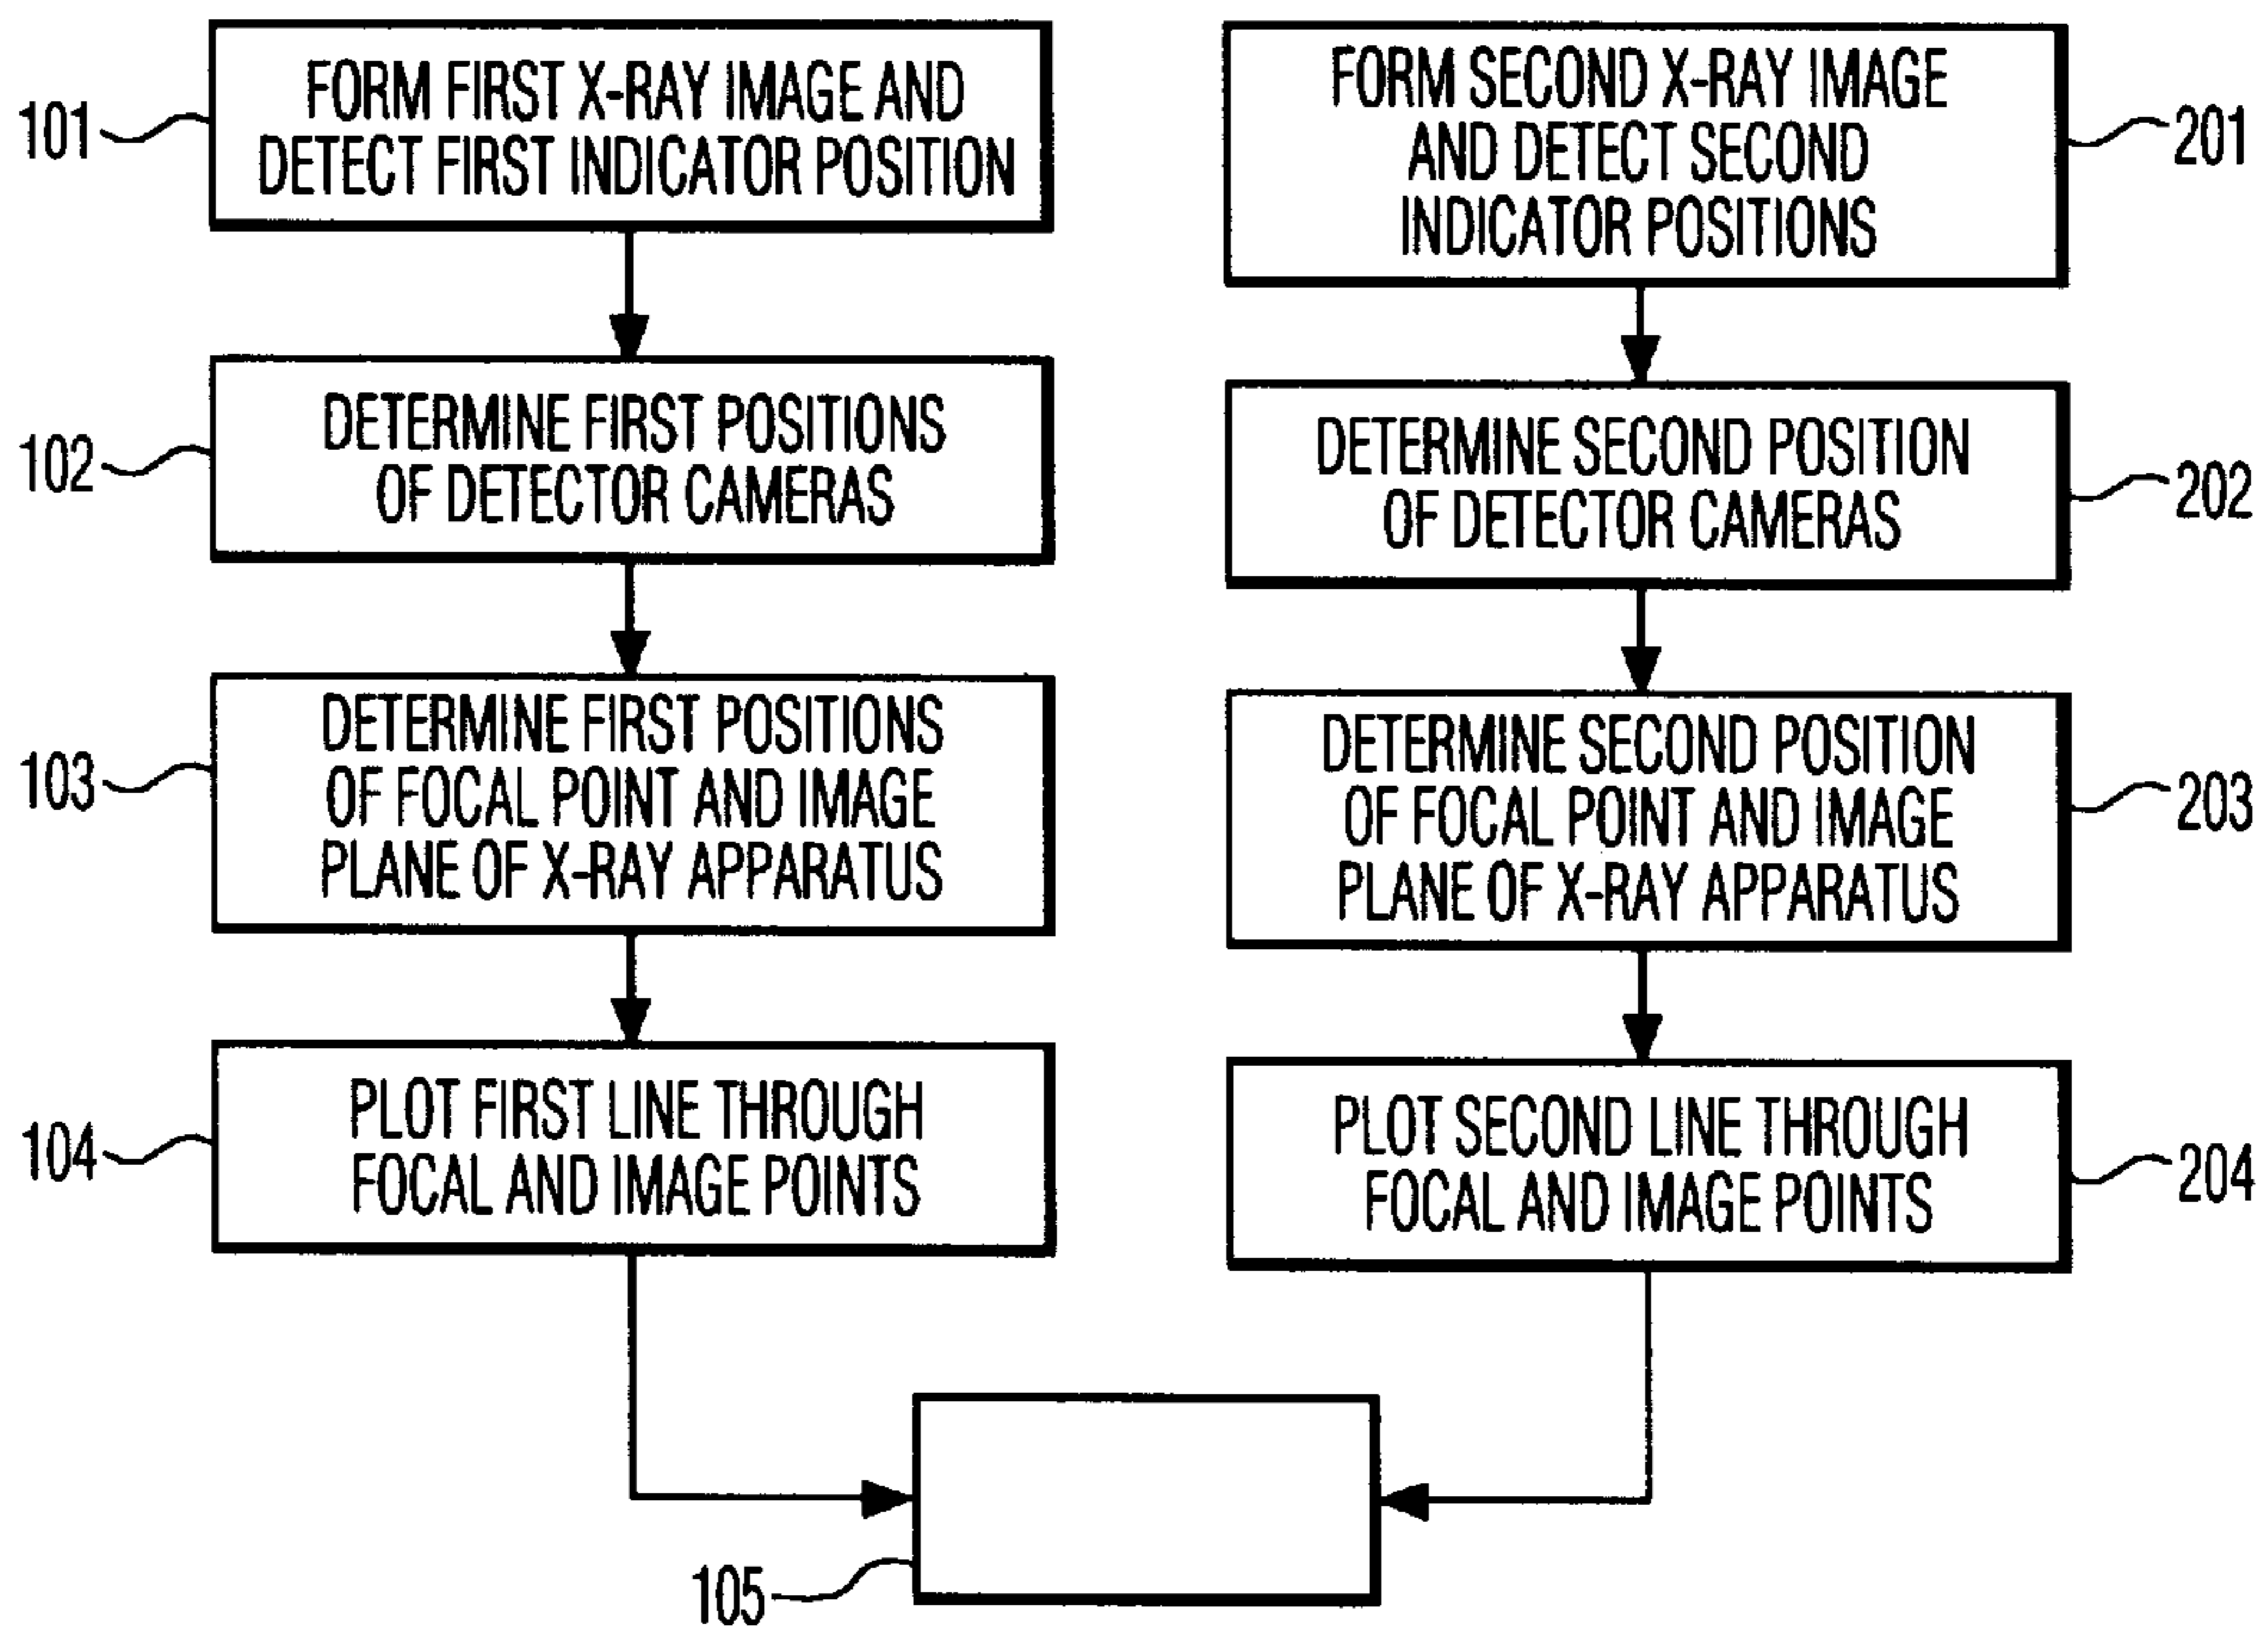 101
FORM FIRST X-RAY IMAGE AND
DETECT FIRST INDICATOR POSITION
102
DETERMINE FIRST POSITIONS
OF DETECTOR CAMERAS
103
DETERMINE FIRST POSITIONS
OF FOCAL POINT AND IMAGE
PLANE OF X-RAY APPARATUS
104
PLOT FIRST LINE THROUGH
FOCAL AND IMAGE POINTS
FORM SECOND X-RAY IMAGE
AND DETECT SECOND
INDICATOR POSITIONS
201
DETERMINE SECOND POSITION
OF DETECTOR CAMERAS
202
DETERMINE SECOND POSITION
OF FOCAL POINT AND IMAGE
PLANE OF X-RAY APPARATUS
203
PLOT SECOND LINE THROUGH
FOCAL AND IMAGE POINTS
204
105